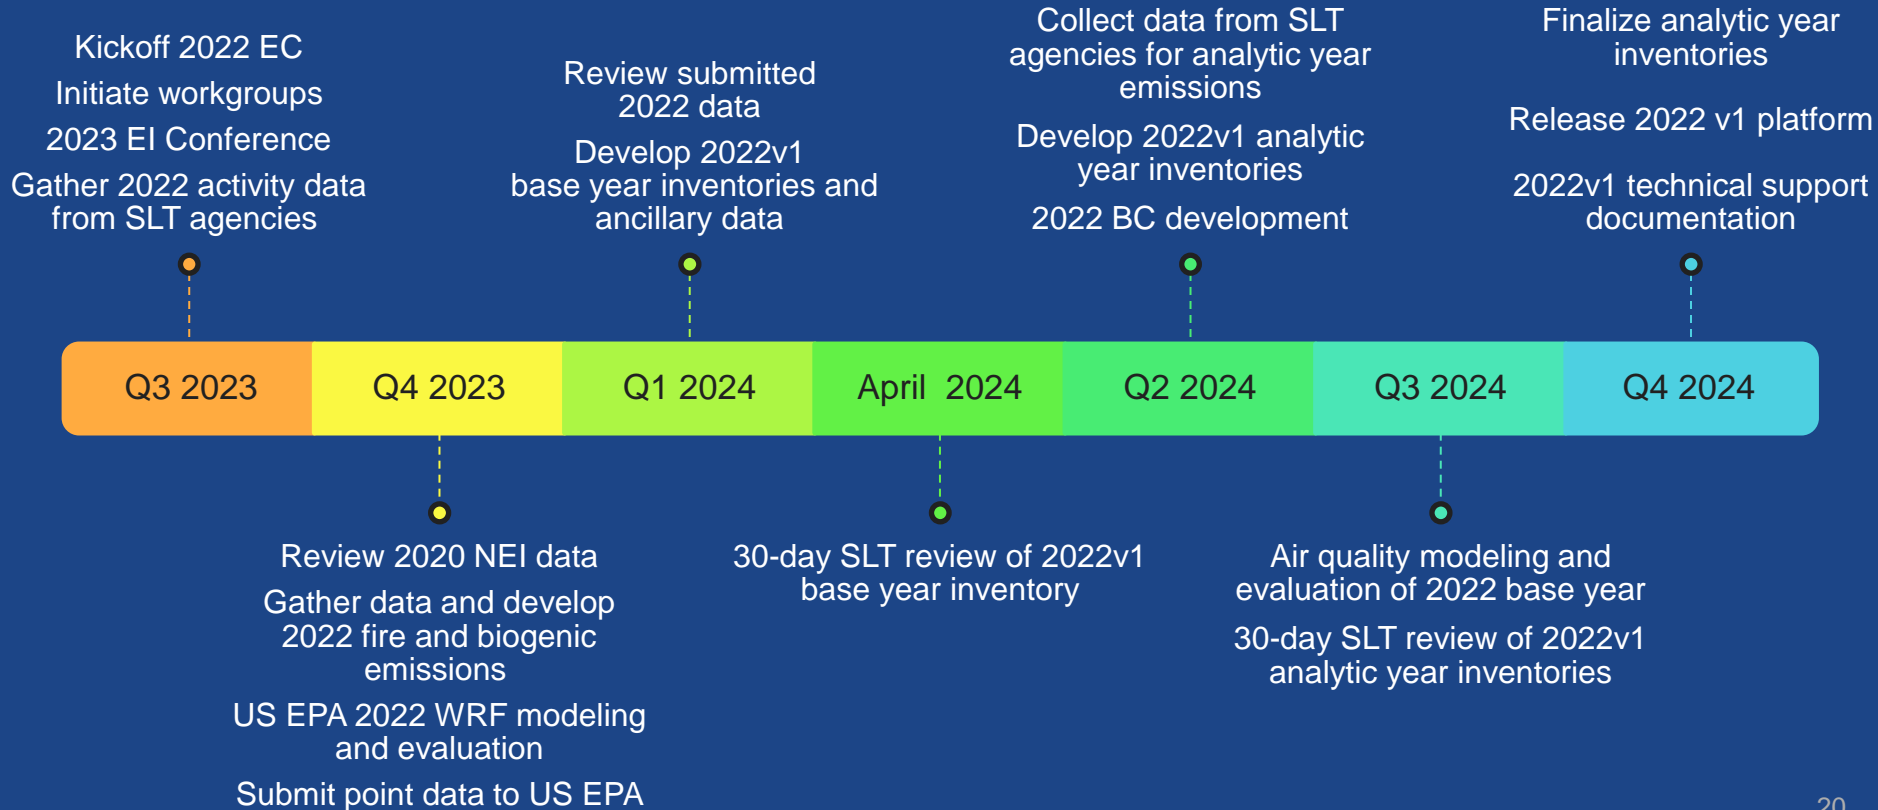 Kickoff 2022 EC
Initiate workgroups
2023 EI Conference
Gather 2022 activity data
from SLT agencies
Review submitted
2022 data
Develop 2022v1
base year inventories and
ancillary data
Collect data from SLT
agencies for analytic year
emissions
Develop 2022v1 analytic
year inventories
2022 BC development
Finalize analytic year
inventories
Release 2022 v1 platform
2022v1 technical support
documentation
Q3 2023
Q4 2023
Q1 2024
April 2024
Q2 2024
Q3 2024
Q4 2024
Review 2020 NEI data
Gather data and develop
2022 fire and biogenic
emissions
US EPA 2022 WRF modeling
and evaluation
Submit point data to US EPA
30-day SLT review of 2022v1
base year inventory
Air quality modeling and
evaluation of 2022 base year
30-day SLT review of 2022v1
analytic year inventories
20